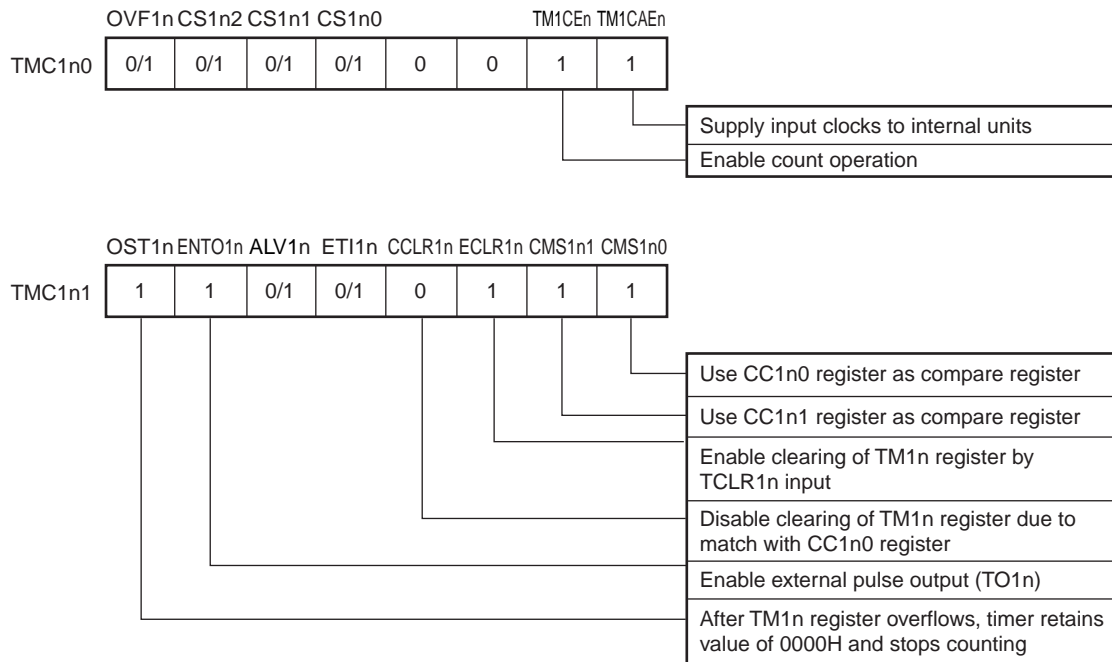 OVF1n CS1n2 CS1n1 CS1n0 TM1CEn TM1CAEn
TMC1n0 0/1 0/1 0/1 0/1 0 0 1 1
Supply input clocks to internal units
Enable count operation
OST1n ENTO1n ALV1n ETI1n CCLR1n ECLR1n CMS1n1 CMS1n0
TMC1n1 1 1 0/1 0/1 0 1 1 1
Use CC1n0 register as compare register
Use CC1n1 register as compare register
Enable clearing of TM1n register by
TCLR1n input
Disable clearing of TM1n register due to
match with CC1n0 register
Enable external pulse output (TO1n)
After TM1n register overflows, timer retains
value of 0000H and stops counting